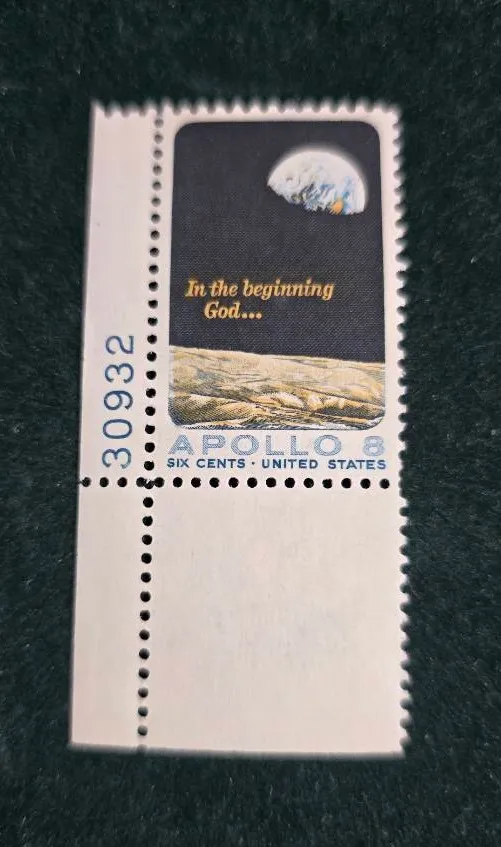 In the beginning
God...
APOLLO 8
SIX CENTS · UNITED STATES
30932